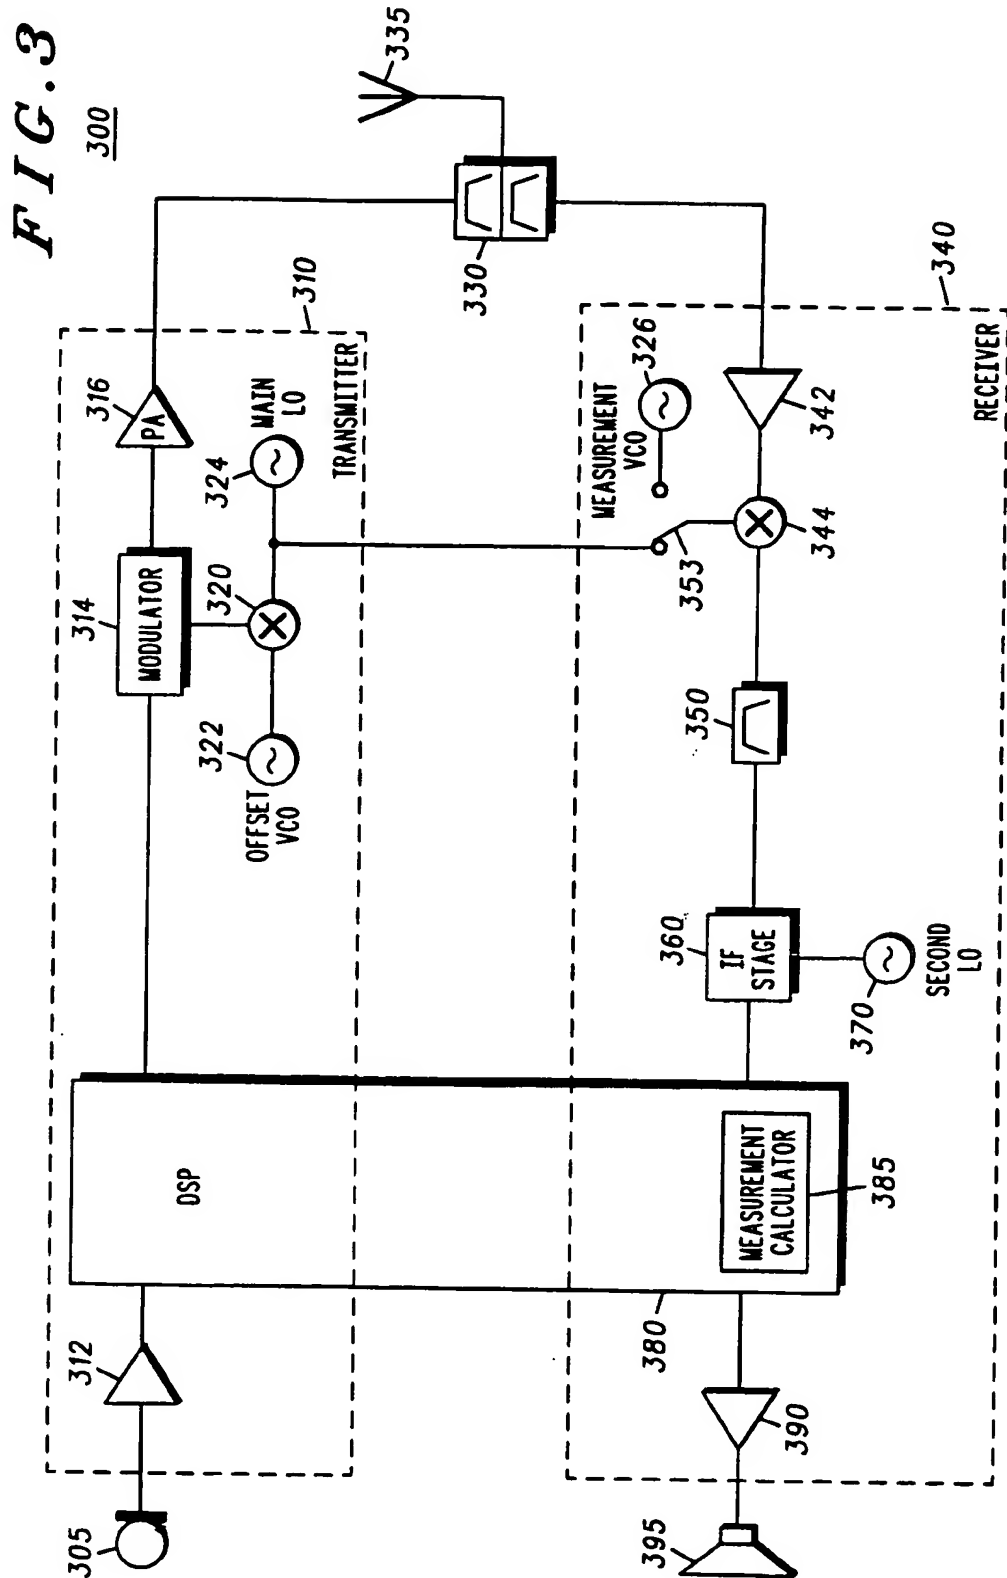 FIG.3
300
335
330
310
316
PA
TRANSMITTER
324
MAIN
LO
314
MODULATOR
320
322
OFFSET
VCO
312
305
DSP
380
MEASUREMENT
CALCULATOR
385
340
RECEIVER
MEASUREMENT
VCO
326
342
344
353
350
360
IF
STAGE
370
SECOND
LO
390
395